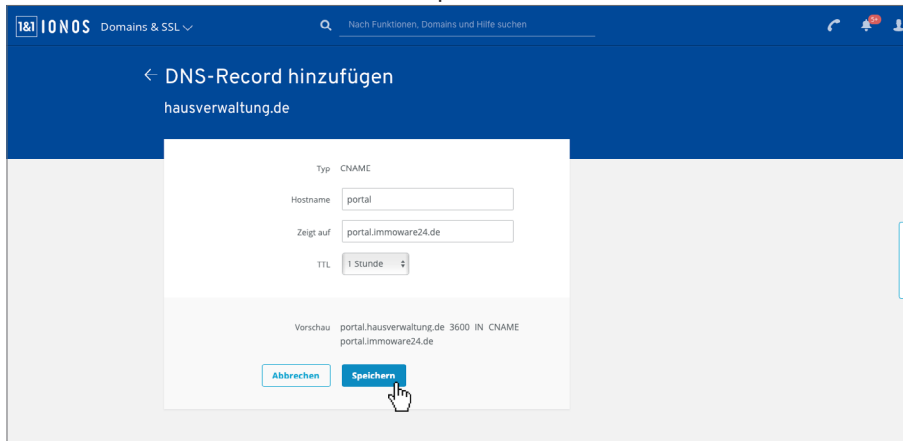 1&1 IONOS Domains & SSL Nach Funktionen, Domains und Hilfe suchen 5+
← DNS-Record hinzufügen
hausverwaltung.de
Typ CNAME
Hostname portal
Zeigt auf portal.immoware24.de
TTL 1 Stunde
Vorschau portal.hausverwaltung.de 3600 IN CNAME
portal.immoware24.de
Abbrechen Speichern